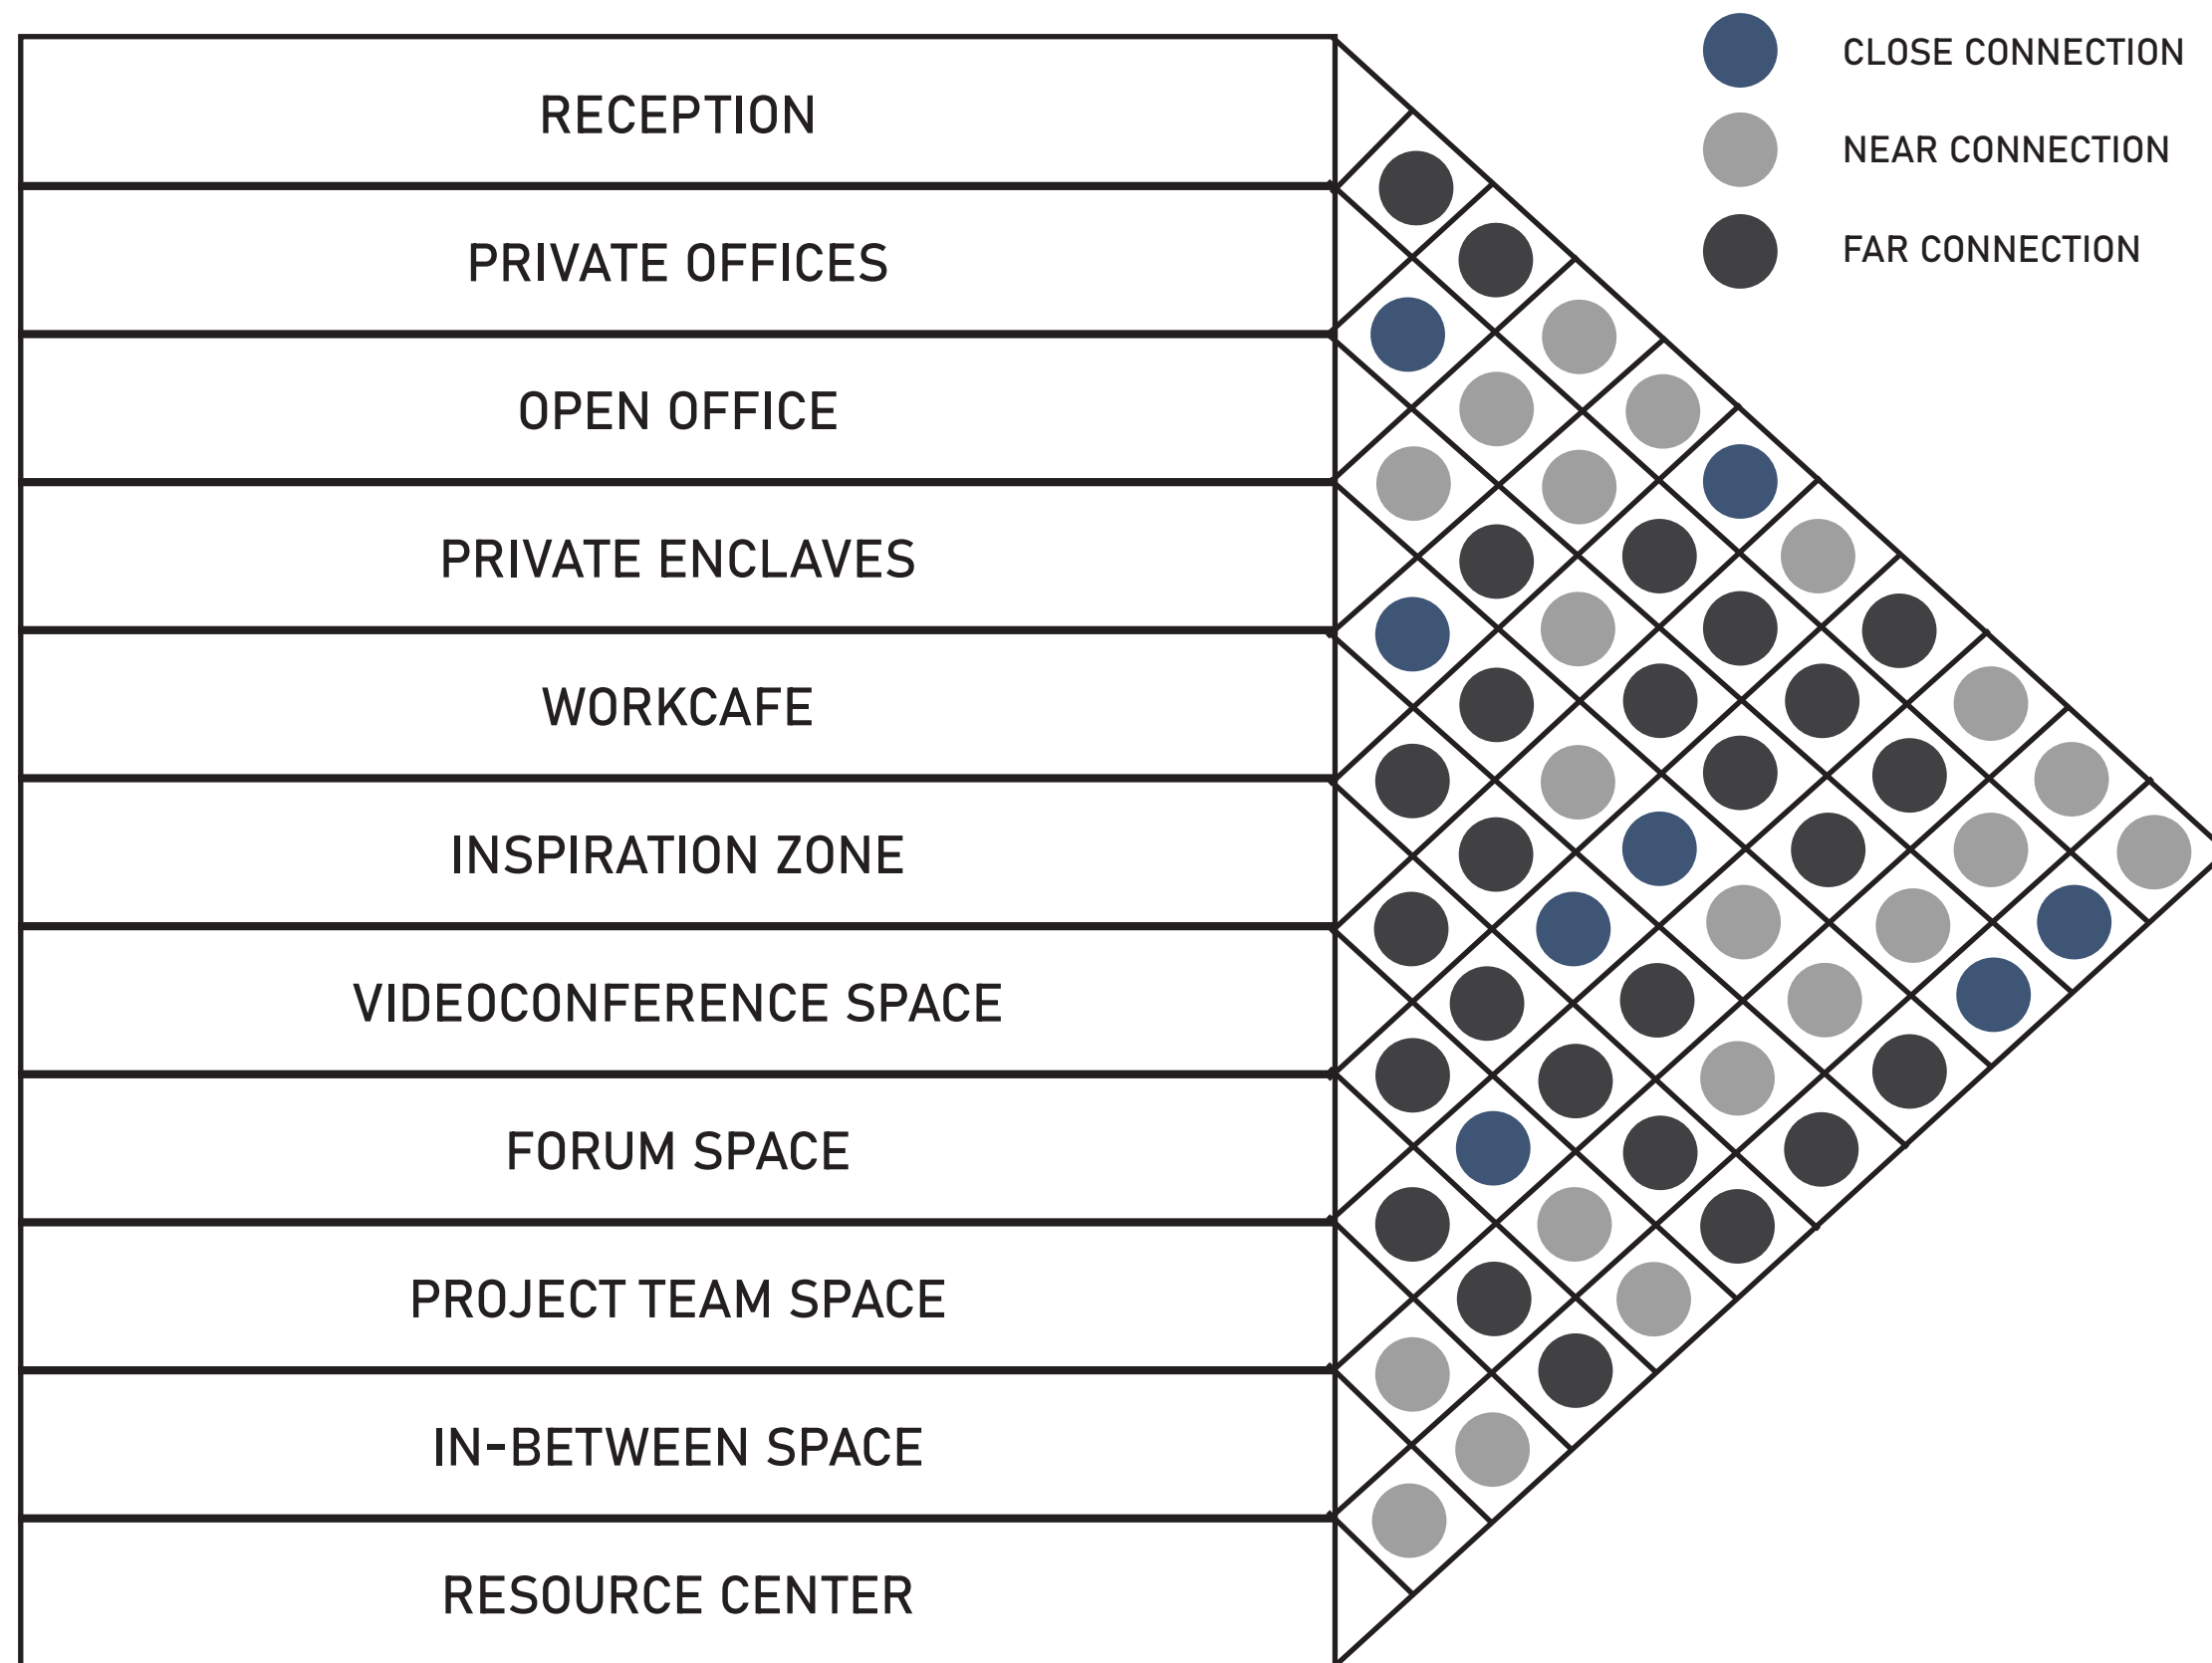 CLOSE CONNECTION
NEAR CONNECTION
FAR CONNECTION
RECEPTION
PRIVATE OFFICES
OPEN OFFICE
PRIVATE ENCLAVES
WORKCAFE
INSPIRATION ZONE
VIDEOCONFERENCE SPACE
FORUM SPACE
PROJECT TEAM SPACE
IN-BETWEEN SPACE
RESOURCE CENTER